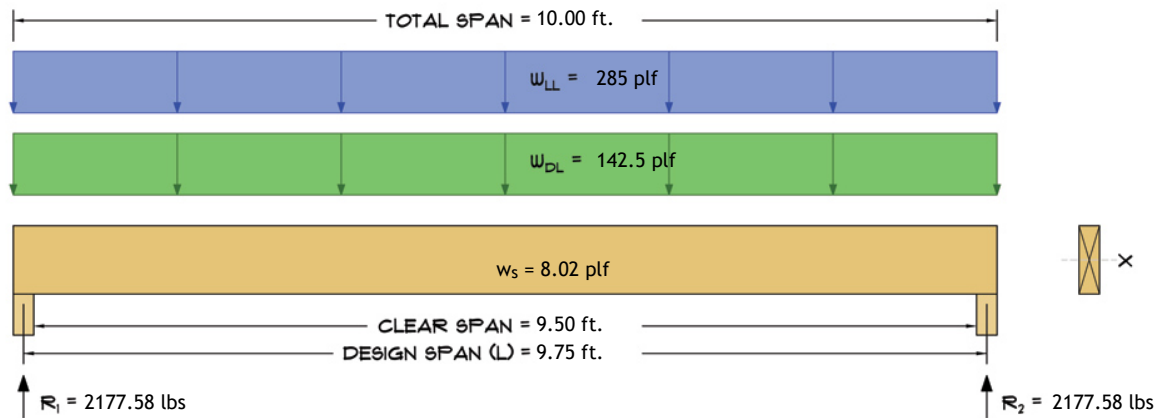 TOTAL SPAN = 10.00 ft.
WLL = 285 plf
WDL = 142.5 plf
ws = 8.02 plf
X
CLEAR SPAN = 9.50 ft.
DESIGN SPAN (L) = 9.75 ft.
R1 = 2177.58 lbs
R2 = 2177.58 lbs